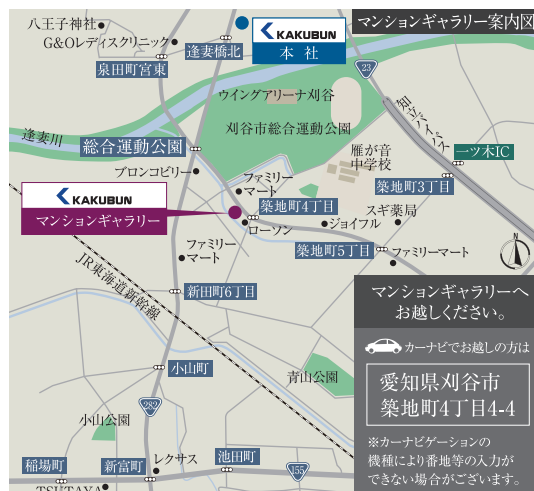 マンションギャラリー案内図
八王子神社
G&Oレディスクリニック
泉田町宮東
逢妻橋北
KAKUBUN
本社
23
ウイングアリーナ刈谷
刈谷市総合運動公園
知立バイパス
逢妻川
総合運動公園
雁が音
中学校
一ツ木IC
ブロンコビリー
ファミリー
マート
築地町3丁目
KAKUBUN
マンションギャラリー
築地町4丁目
ローソン
ジョイフル
スギ薬局
ファミリー
マート
築地町5丁目
ファミリーマート
N
JR東海道新幹線
新田町6丁目
マンションギャラリーへ
お越しください。
カーナビでお越しの方は
愛知県刈谷市
築地町4丁目4-4
※カーナビゲーションの
機種により番地等の入力が
できない場合がございます。
小山町
青山公園
282
小山公園
稲場町
新富町
レクサス
池田町
155
TSUTAYA